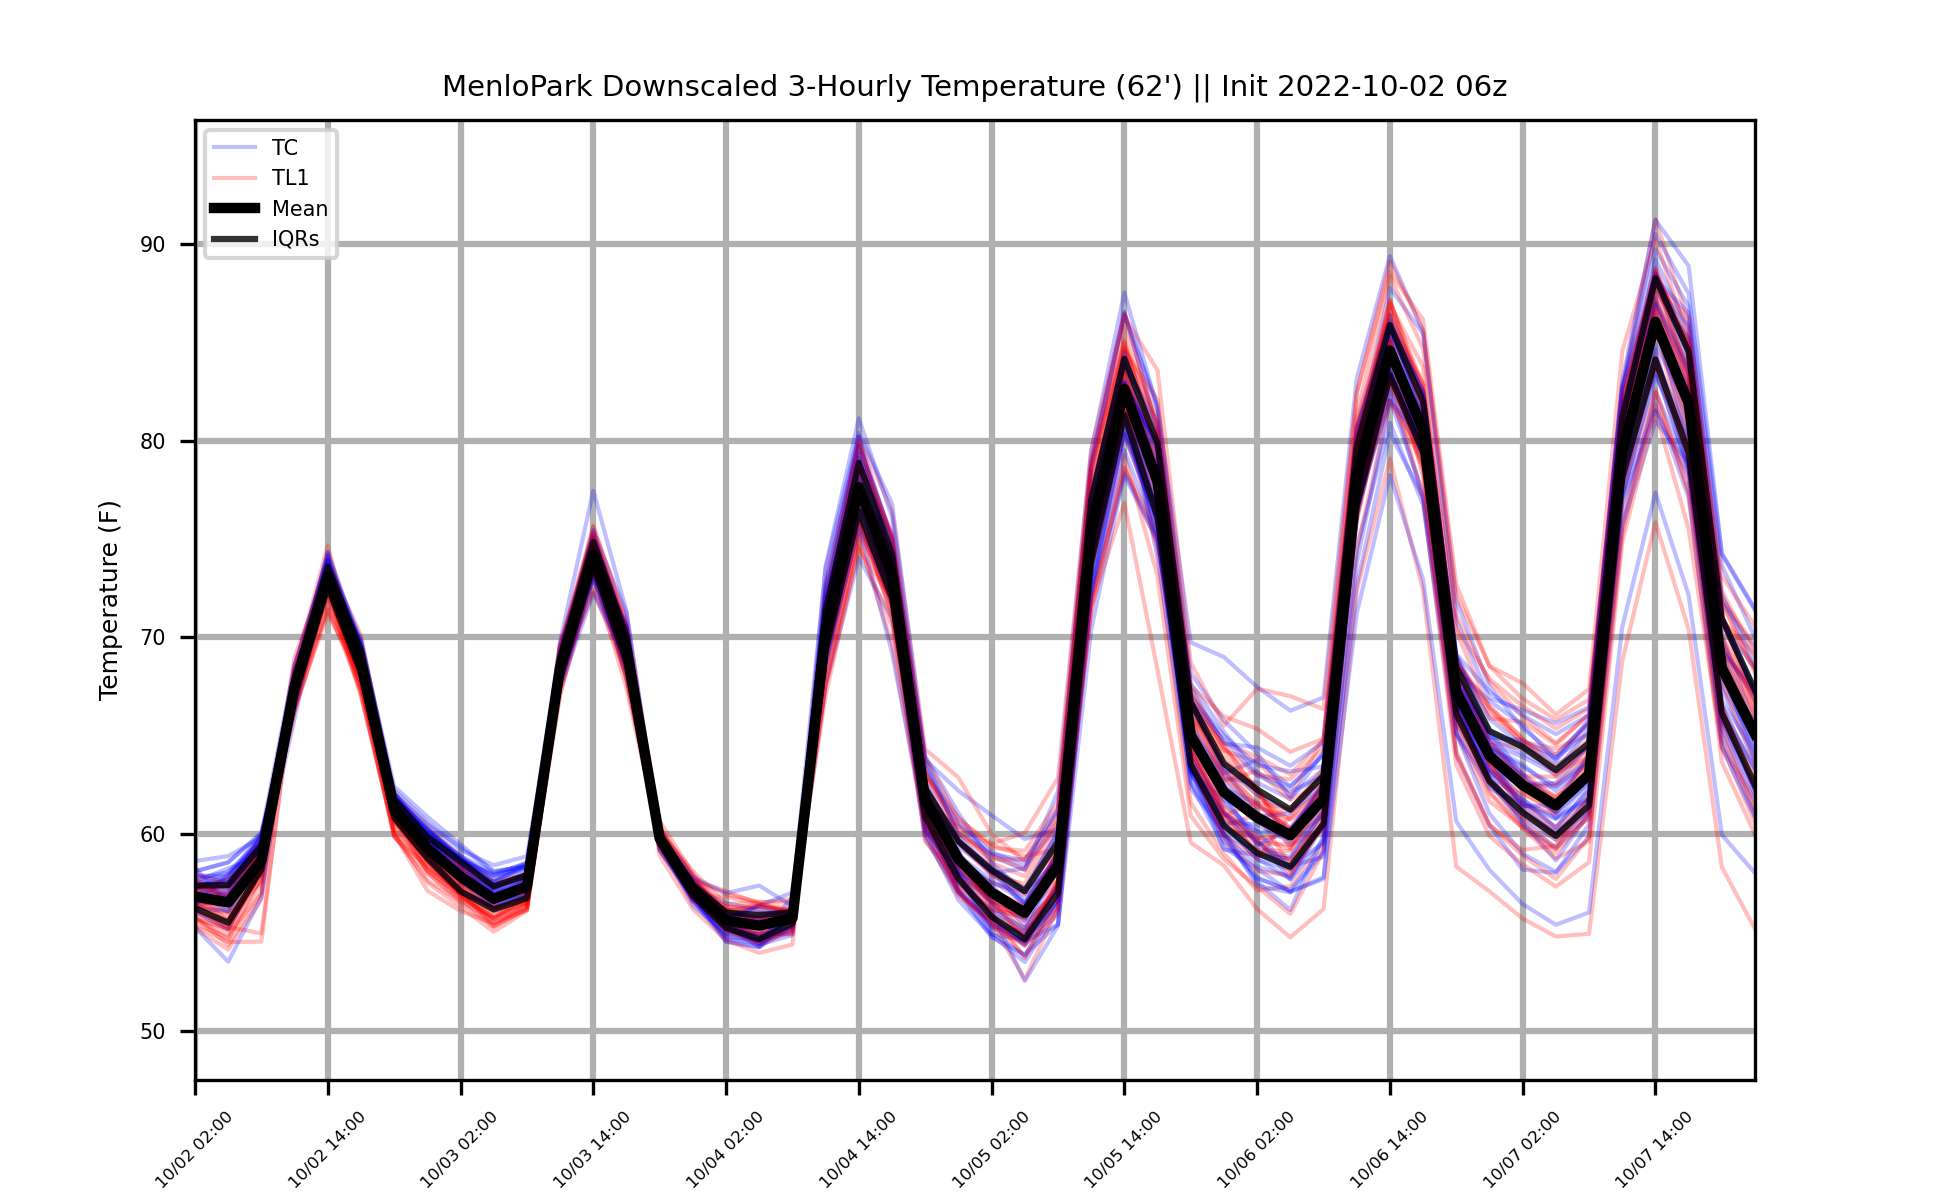 MenloPark Downscaled 3-Hourly Temperature (62') || Init 2022-10-02 06z
TC
TL1
Mean
IQRs
Temperature (F)
90
80
70
60
50
10/02 02:00
10/02 14:00
10/03 02:00
10/03 14:00
10/04 02:00
10/04 14:00
10/05 02:00
10/05 14:00
10/06 02:00
10/06 14:00
10/07 02:00
10/07 14:00